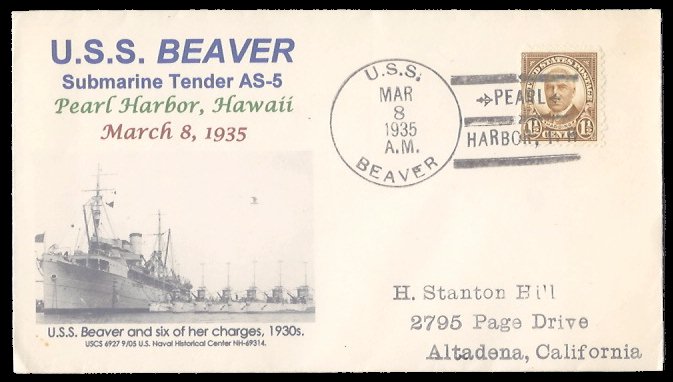 U.S.S. BEAVER
Submarine Tender AS-5
Pearl Harbor, Hawaii
March 8, 1935
U.S.S.
MAR
8
1935
A.M.
BEAVER
PEARL
HARBOR,
UNITED STATES POSTAGE
1½ CENTS 1½
U.S.S. Beaver and six of her charges, 1930s.
USCS 6927 9/05 U.S. Naval Historical Center NH-69314.
H. Stanton Hill
2795 Page Drive
Altadena, California